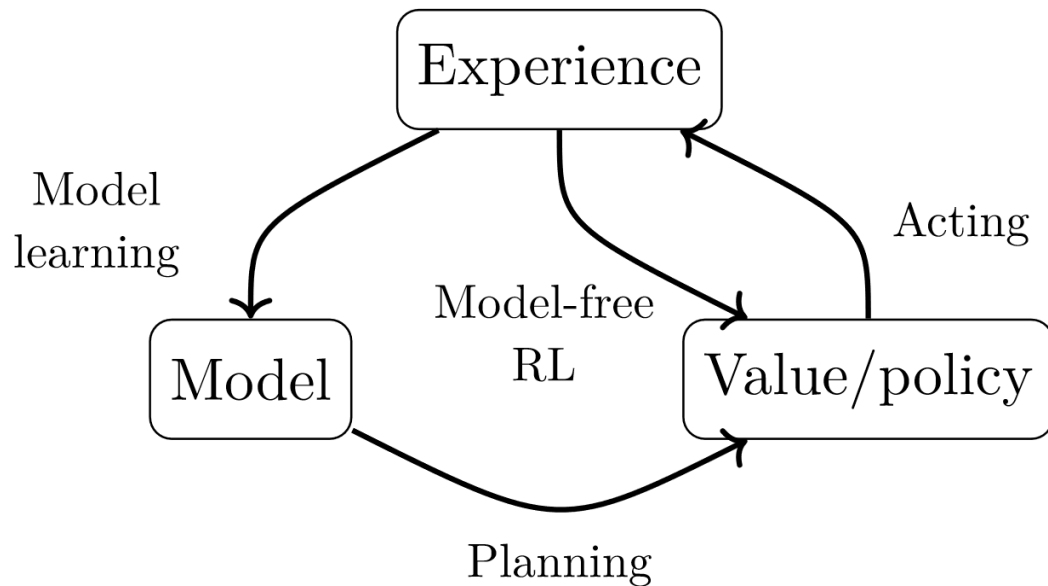 Experience
Model
learning
Acting
Model-free
RL
Model
Value/policy
Planning